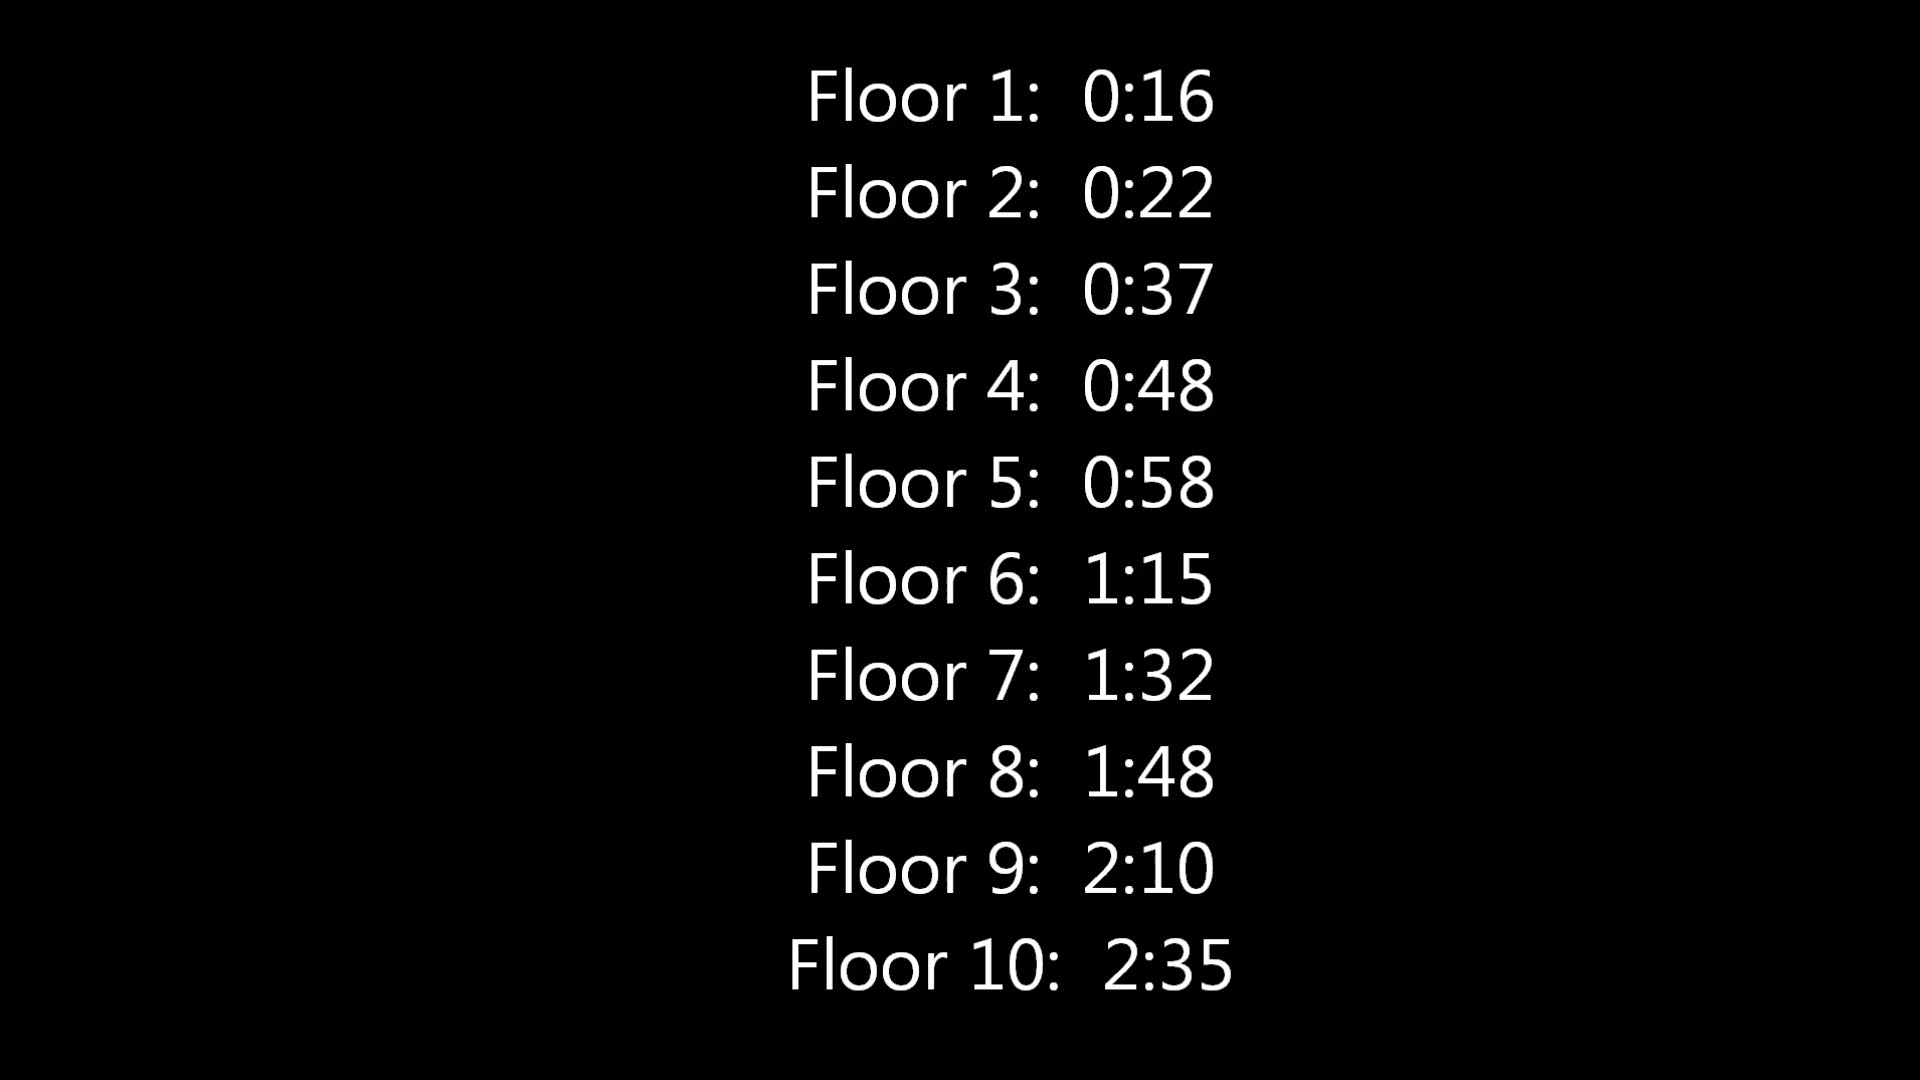 Floor 1: 0:16
Floor 2: 0:22
Floor 3: 0:37
Floor 4: 0:48
Floor 5: 0:58
Floor 6: 1:15
Floor 7: 1:32
Floor 8: 1:48
Floor 9: 2:10
Floor 10: 2:35